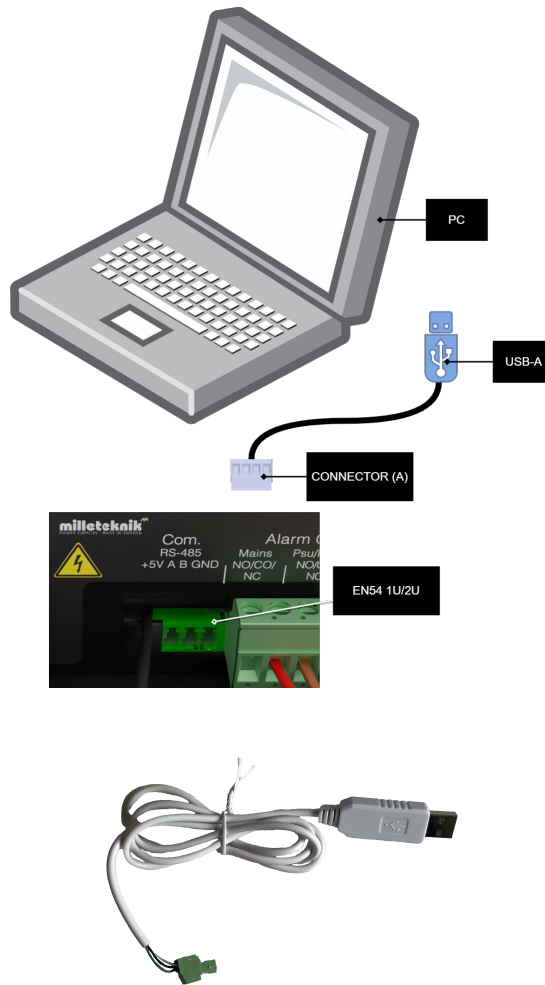 PC
USB-A
CONNECTOR (A)
milleteknik
POWER SUPPLIES - MADE IN SWEDEN
Com.
RS-485
+5V A B GND
Alarm
Mains
NO/CO/
NC
Psu/
NO/
EN54 1U/2U